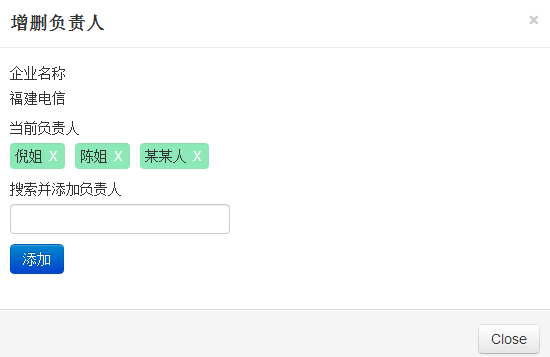 增删负责人 ×
企业名称
福建电信
当前负责人
倪姐 X 陈姐 X 某某人 X
搜索并添加负责人
添加
Close